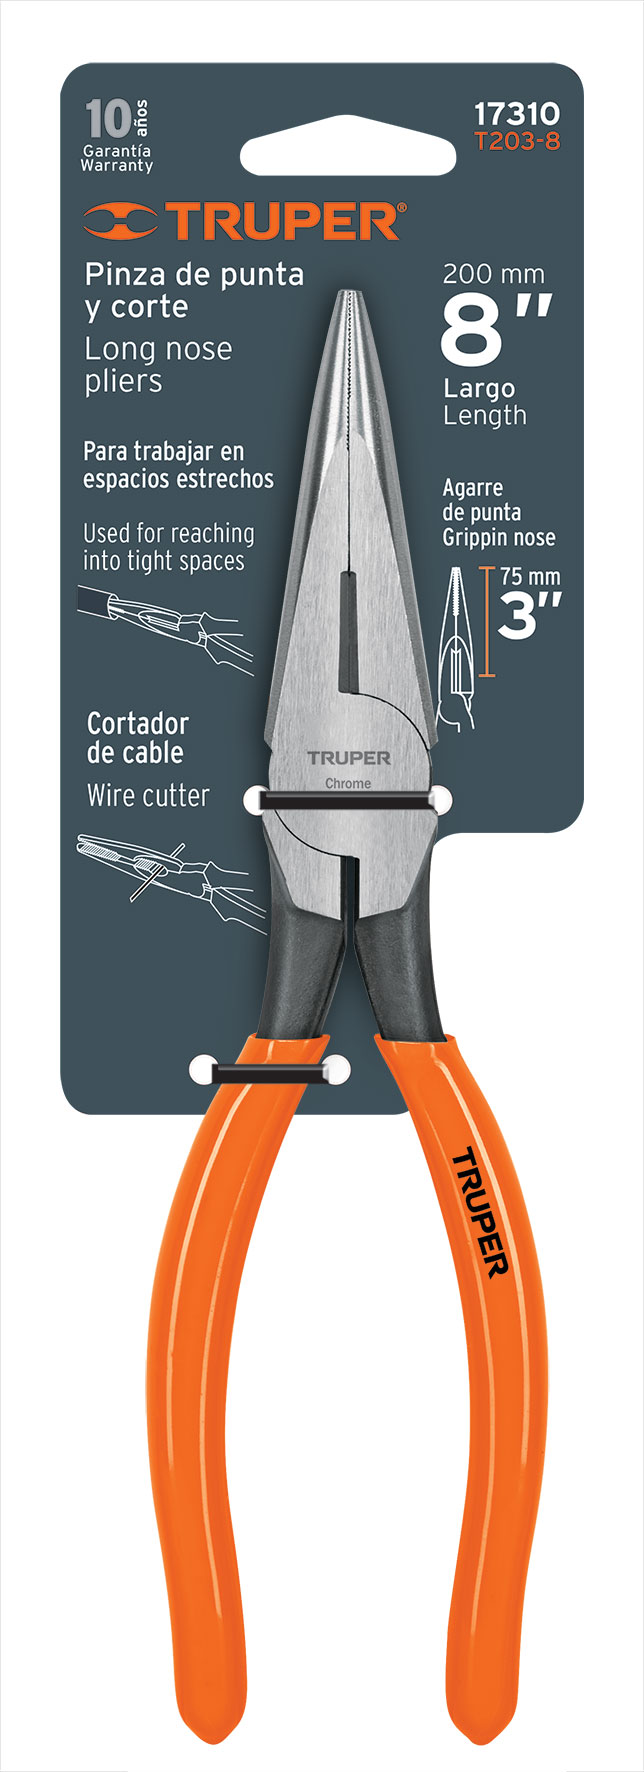 10 años
Garantía
Warranty
17310
T203-8
TRUPER®
Pinza de punta
y corte
Long nose
pliers
200 mm
8"
Largo
Length
Para trabajar en
espacios estrechos
Used for reaching
into tight spaces
Agarre
de punta
Grippin nose
75 mm
3"
Cortador
de cable
Wire cutter
TRUPER
Chrome
TRUPER